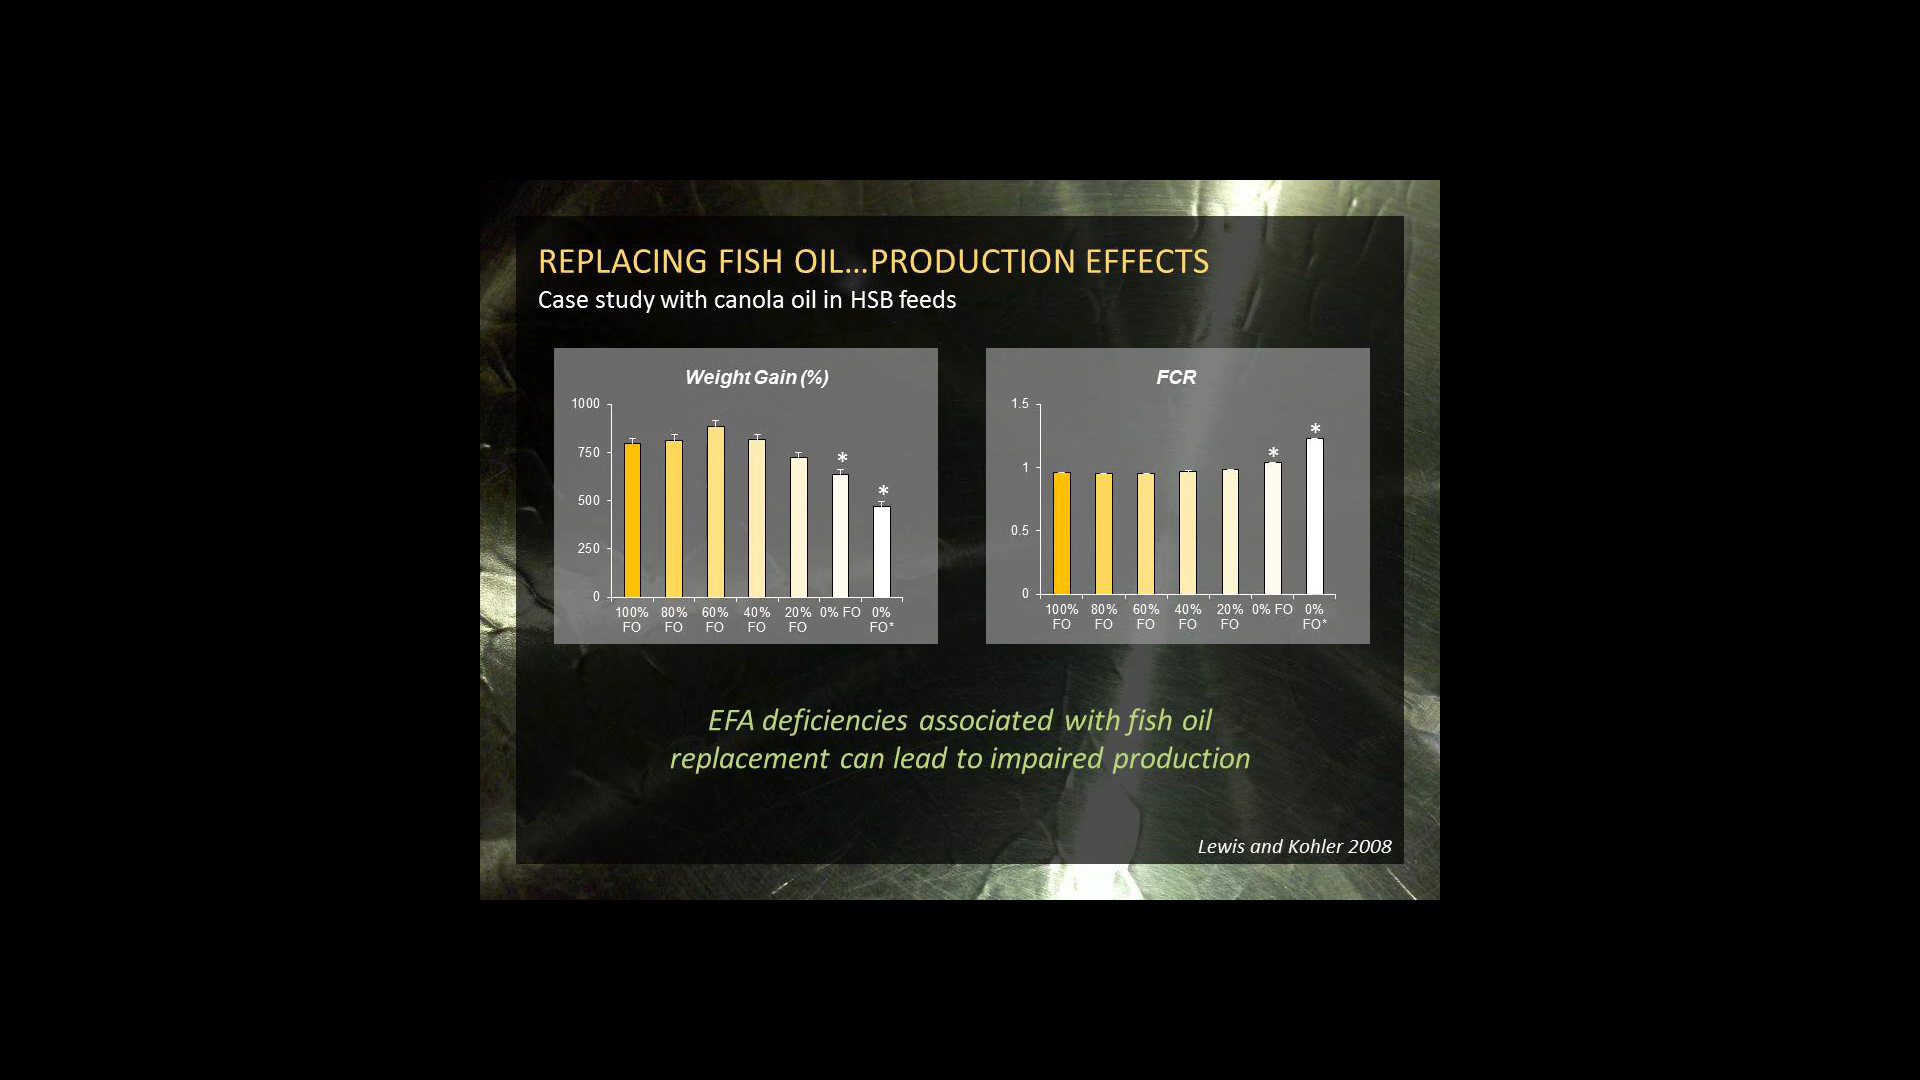 REPLACING FISH OIL…PRODUCTION EFFECTS
Case study with canola oil in HSB feeds
Weight Gain (%)
1000
750
500
250
0
*
*
100% FO
80% FO
60% FO
40% FO
20% FO
0% FO
0% FO*
FCR
1.5
1
0.5
0
*
*
100% FO
80% FO
60% FO
40% FO
20% FO
0% FO
0% FO*
EFA deficiencies associated with fish oil
replacement can lead to impaired production
Lewis and Kohler 2008